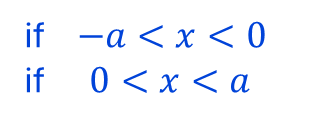 if −a < x < 0
if 0 < x < a